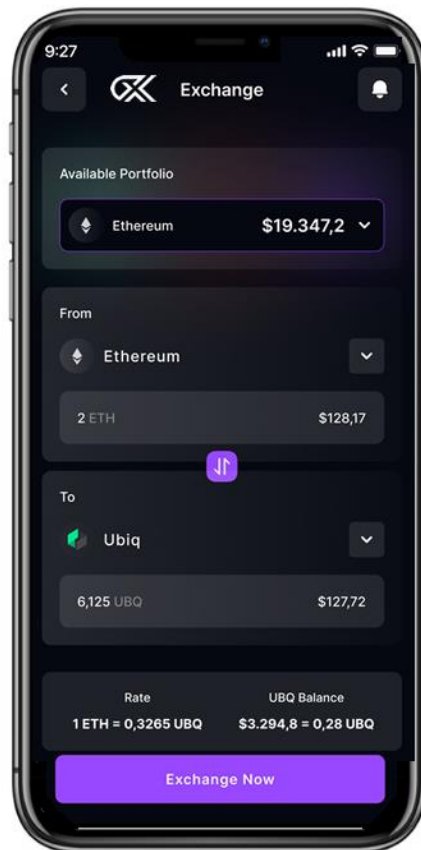 9:27
Exchange
Available Portfolio
Ethereum $19.347,2
From
Ethereum
2 ETH $128,17
To
Ubiq
6,125 UBQ $127,72
Rate UBQ Balance
1 ETH = 0,3265 UBQ $3.294,8 = 0,28 UBQ
Exchange Now